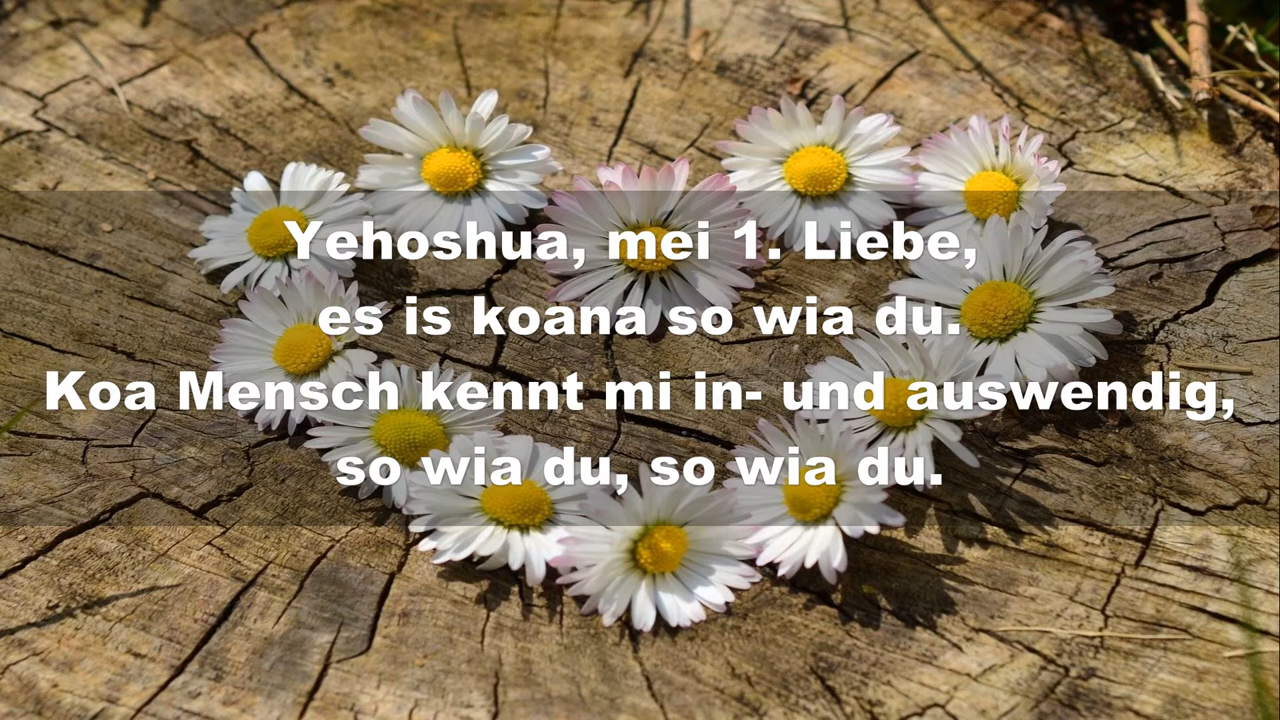 Yehoshua, mei 1. Liebe,
es is koana so wia du.
Koa Mensch kennt mi in- und auswendig,
so wia du, so wia du.